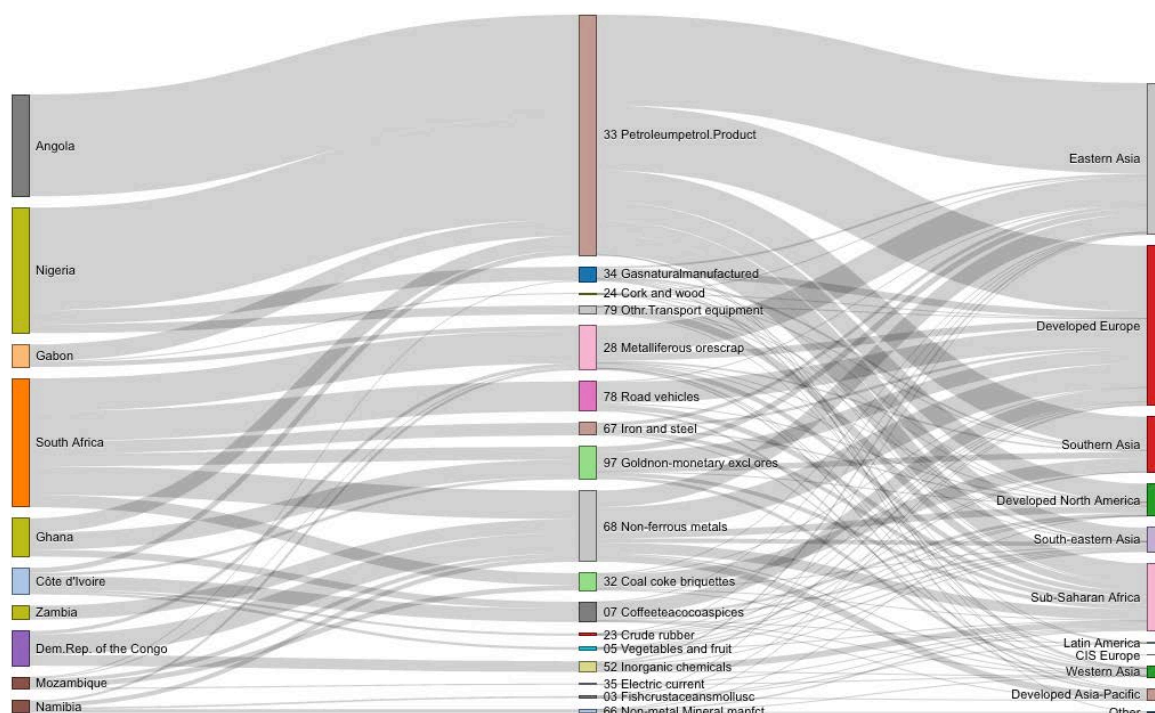 Angola
Nigeria
Gabon
South Africa
Ghana
Côte d'Ivoire
Zambia
Dem.Rep. of the Congo
Mozambique
Namibia
33 Petroleumpetrol.Product
34 Gasnaturalmanufactured
24 Cork and wood
79 Othr.Transport equipment
28 Metalliferous orescrap
78 Road vehicles
67 Iron and steel
97 Goldnon-monetary excl ores
68 Non-ferrous metals
32 Coal coke briquettes
07 Coffeeteacocoaspices
23 Crude rubber
05 Vegetables and fruit
52 Inorganic chemicals
35 Electric current
03 Fishcrustaceansmollusc
66 Non-metal Mineral manfct
Eastern Asia
Developed Europe
Southern Asia
Developed North America
South-eastern Asia
Sub-Saharan Africa
Latin America
CIS Europe
Western Asia
Developed Asia-Pacific
Other